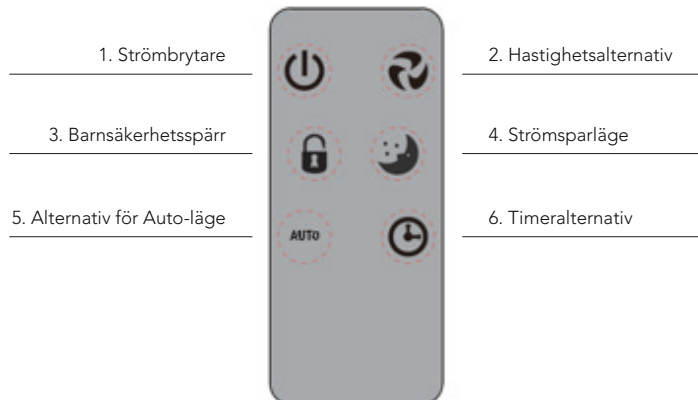 1. Strömbrytare
2. Hastighetsalternativ
3. Barnsäkerhetsspärr
4. Strömsparläge
5. Alternativ för Auto-läge
AUTO
6. Timeralternativ